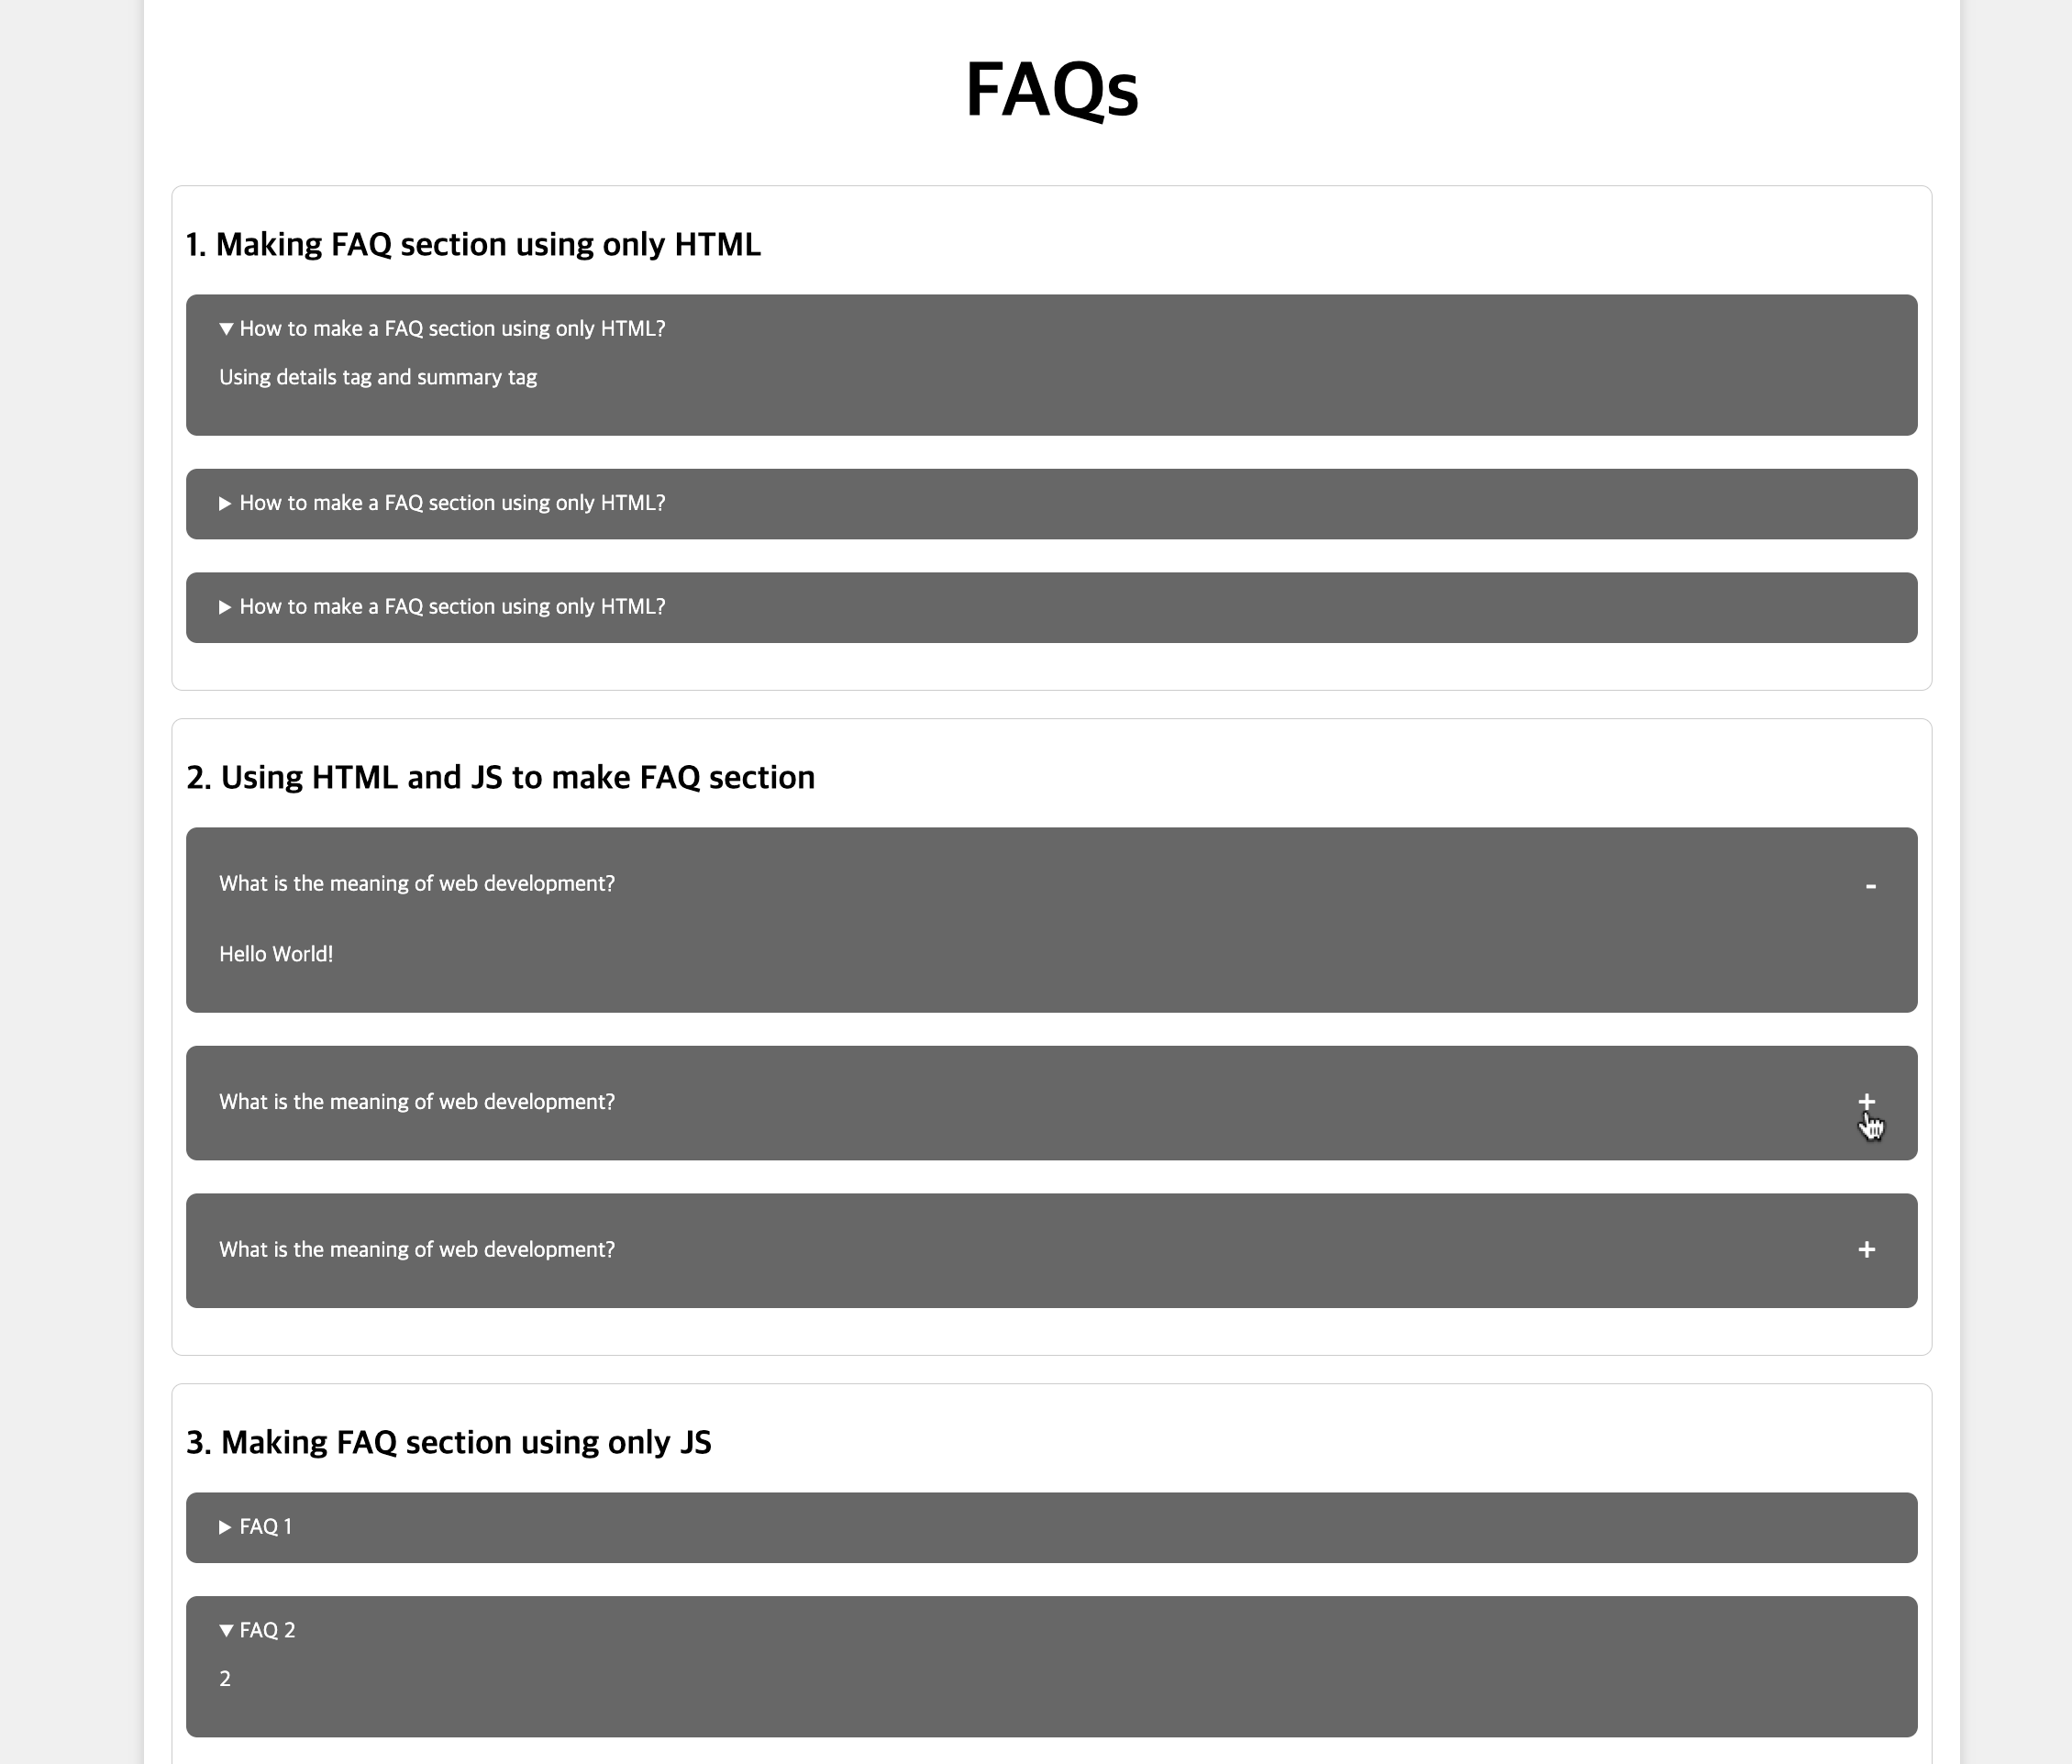 FAQs
1. Making FAQ section using only HTML
▼ How to make a FAQ section using only HTML?
Using details tag and summary tag
▶ How to make a FAQ section using only HTML?
▶ How to make a FAQ section using only HTML?
2. Using HTML and JS to make FAQ section
What is the meaning of web development? -
Hello World!
What is the meaning of web development? +
What is the meaning of web development? +
3. Making FAQ section using only JS
▶ FAQ 1
▼ FAQ 2
2